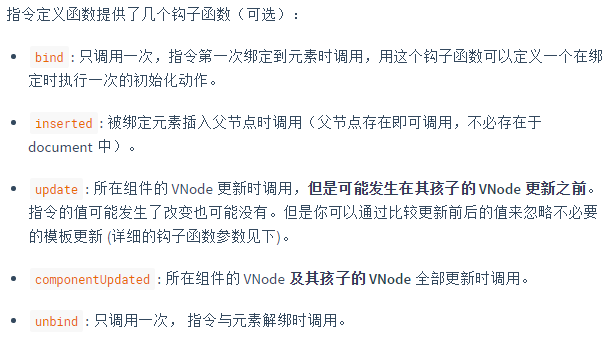 指令定义函数提供了几个钩子函数（可选）：
• bind：只调用一次，指令第一次绑定到元素时调用，用这个钩子函数可以定义一个在绑
定时执行一次的初始化动作。
• inserted：被绑定元素插入父节点时调用（父节点存在即可调用，不必存在于
document 中）。
• update：所在组件的 VNode 更新时调用，但是可能发生在其孩子的 VNode 更新之前。
指令的值可能发生了改变也可能没有。但是你可以通过比较更新前后的值来忽略不必要
的模板更新 (详细的钩子函数参数见下)。
• componentUpdated：所在组件的 VNode 及其孩子的 VNode 全部更新时调用。
• unbind：只调用一次， 指令与元素解绑时调用。